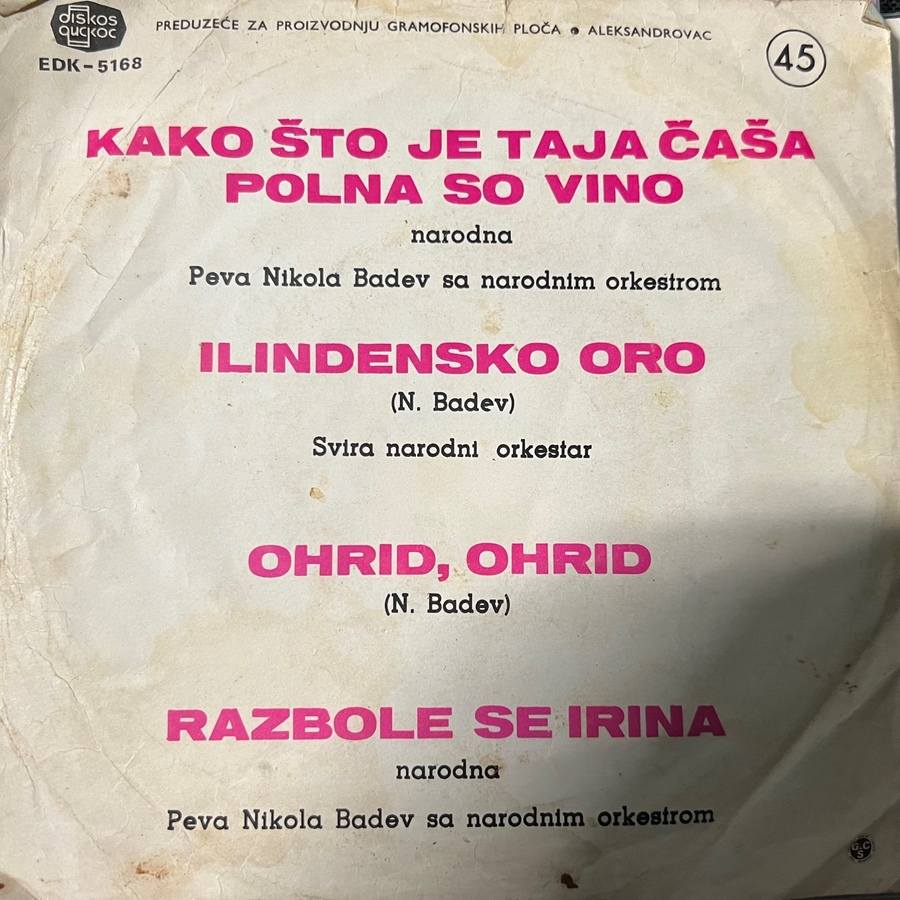 diskos
дискос
PREDUZEĆE ZA PROIZVODNJU GRAMOFONSKIH PLOČA ● ALEKSANDROVAC
EDK-5168
45
KAKO ŠTO JE TAJA ČAŠA
POLNA SO VINO
narodna
Peva Nikola Badev sa narodnim orkestrom
ILINDENSKO ORO
(N. Badev)
Svira narodni orkestar
OHRID, OHRID
(N. Badev)
RAZBOLE SE IRINA
narodna
Peva Nikola Badev sa narodnim orkestrom